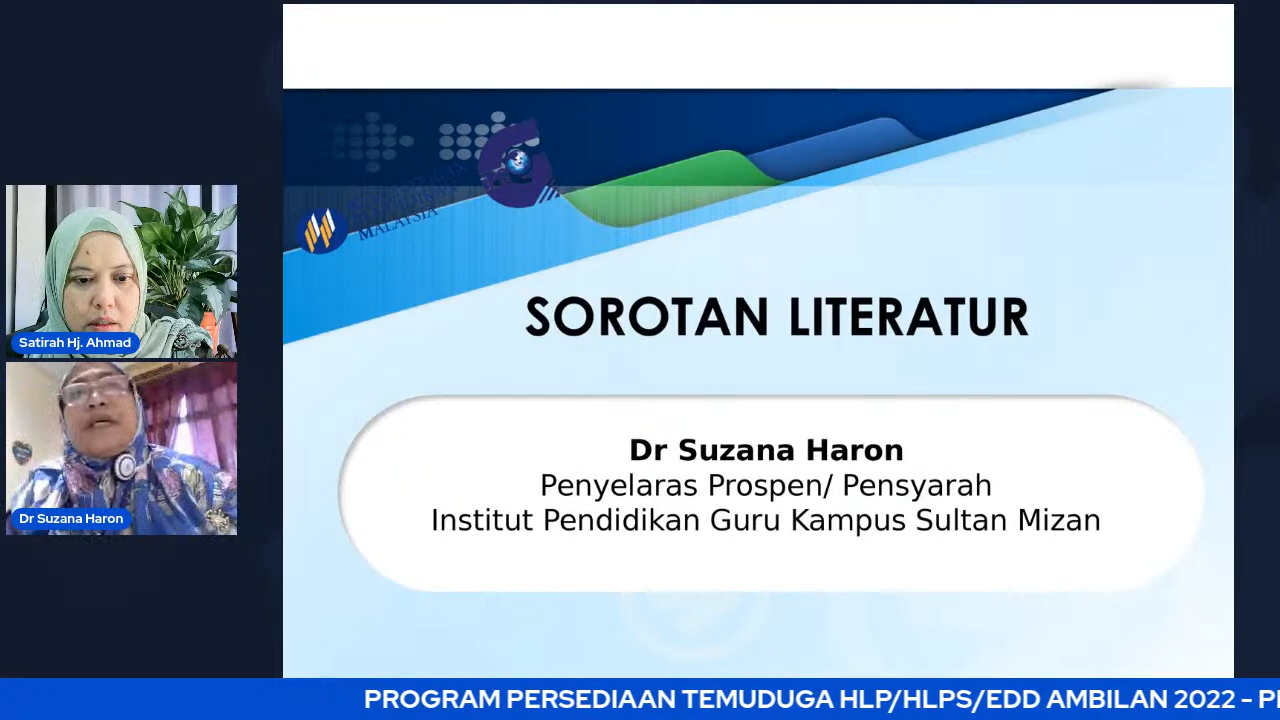 MALAYSIA
SOROTAN LITERATUR
Dr Suzana Haron
Penyelaras Prospen/ Pensyarah
Institut Pendidikan Guru Kampus Sultan Mizan
Satirah Hj. Ahmad
Dr Suzana Haron
PROGRAM PERSEDIAAN TEMUDUGA HLP/HLPS/EDD AMBILAN 2022 -